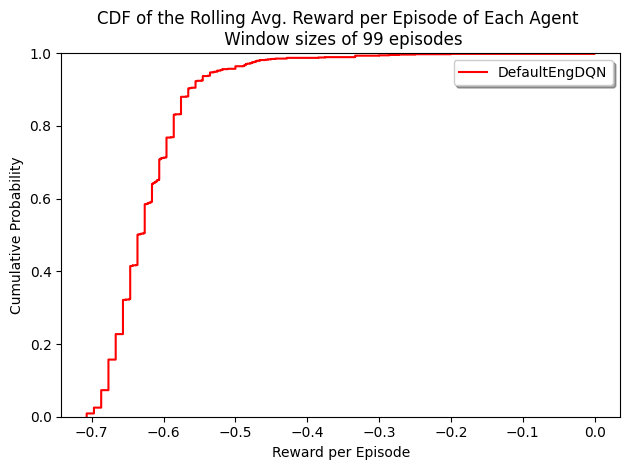 CDF of the Rolling Avg. Reward per Episode of Each Agent
Window sizes of 99 episodes
DefaultEngDQN
1.0
0.8
0.6
0.4
0.2
0.0
Cumulative Probability
−0.7 −0.6 −0.5 −0.4 −0.3 −0.2 −0.1 0.0
Reward per Episode